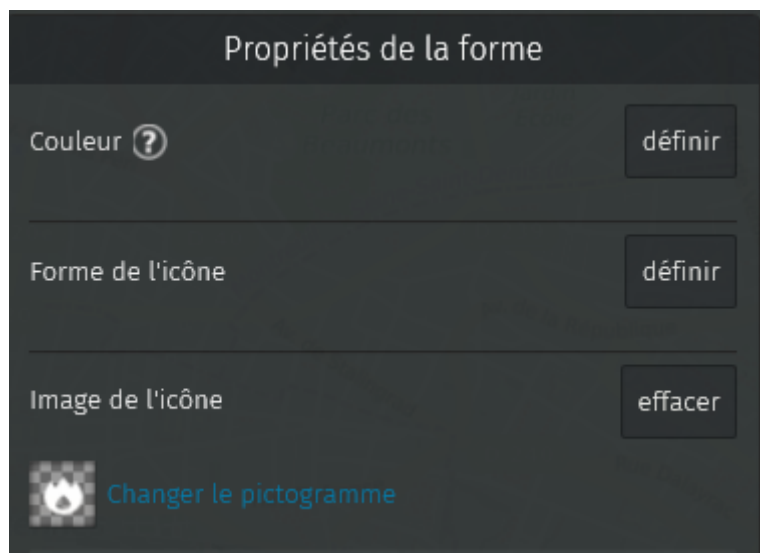 Propriétés de la forme
Couleur ? définir
Forme de l'icône définir
Image de l'icône effacer
Changer le pictogramme